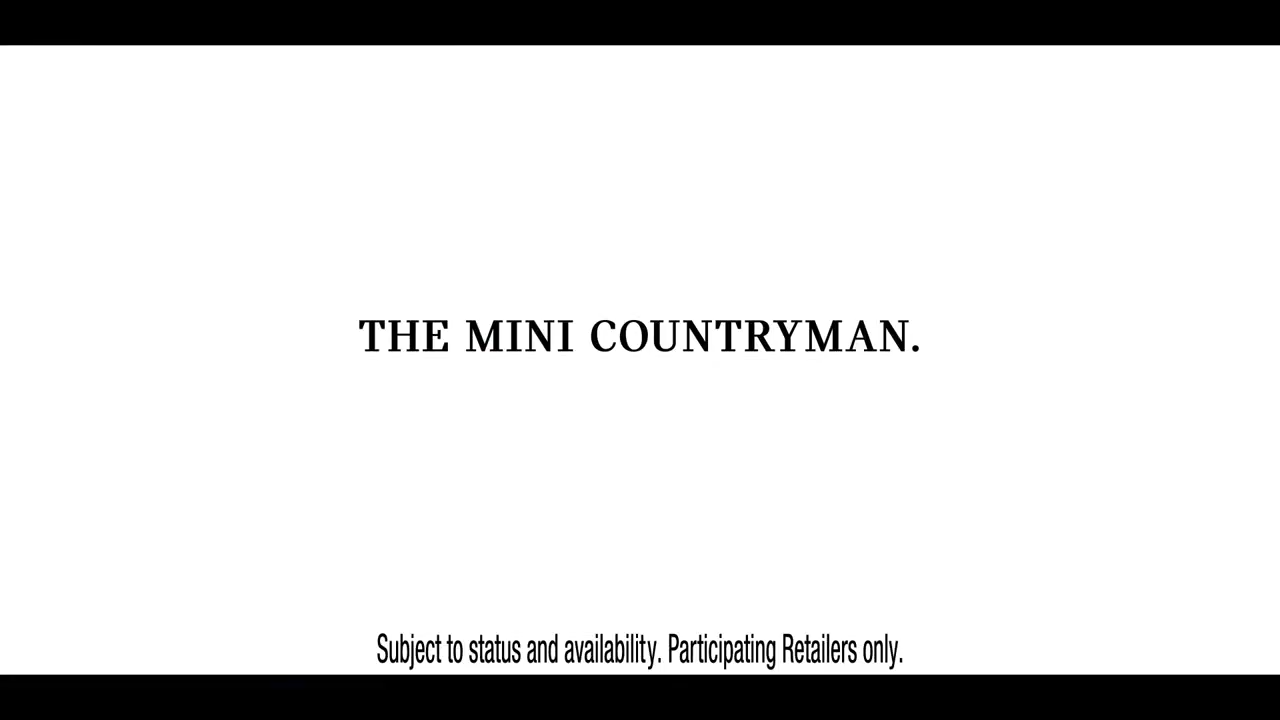 THE MINI COUNTRYMAN.
Subject to status and availability. Participating Retailers only.